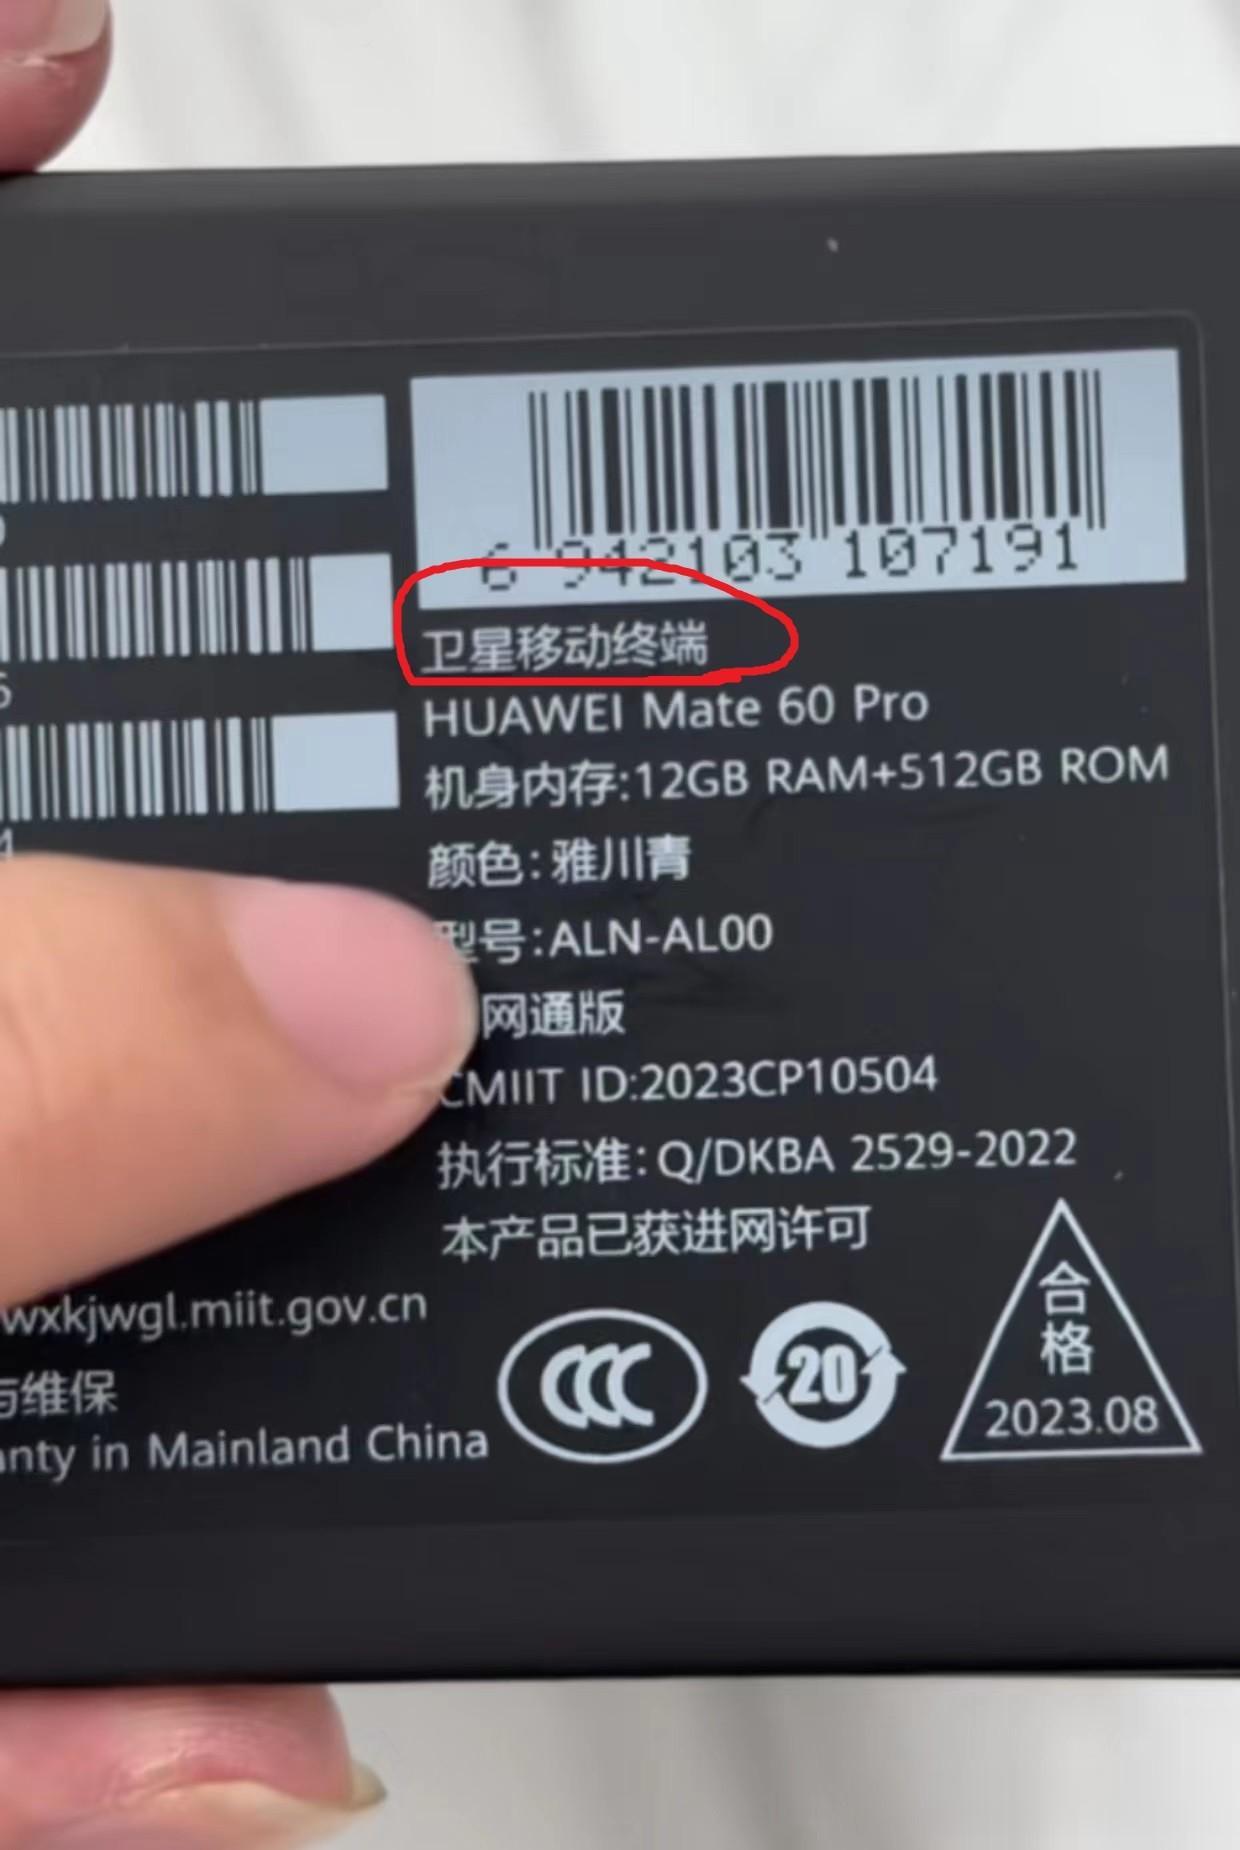 6 942103 107191
卫星移动终端
HUAWEI Mate 60 Pro
机身内存:12GB RAM+512GB ROM
颜色:雅川青
型号:ALN-AL00
网通版
CMIIT ID:2023CP10504
执行标准:Q/DKBA 2529-2022
本产品已获进网许可
wxkjwgl.miit.gov.cn
与维保
anty in Mainland China
CCC
20
合格
2023.08